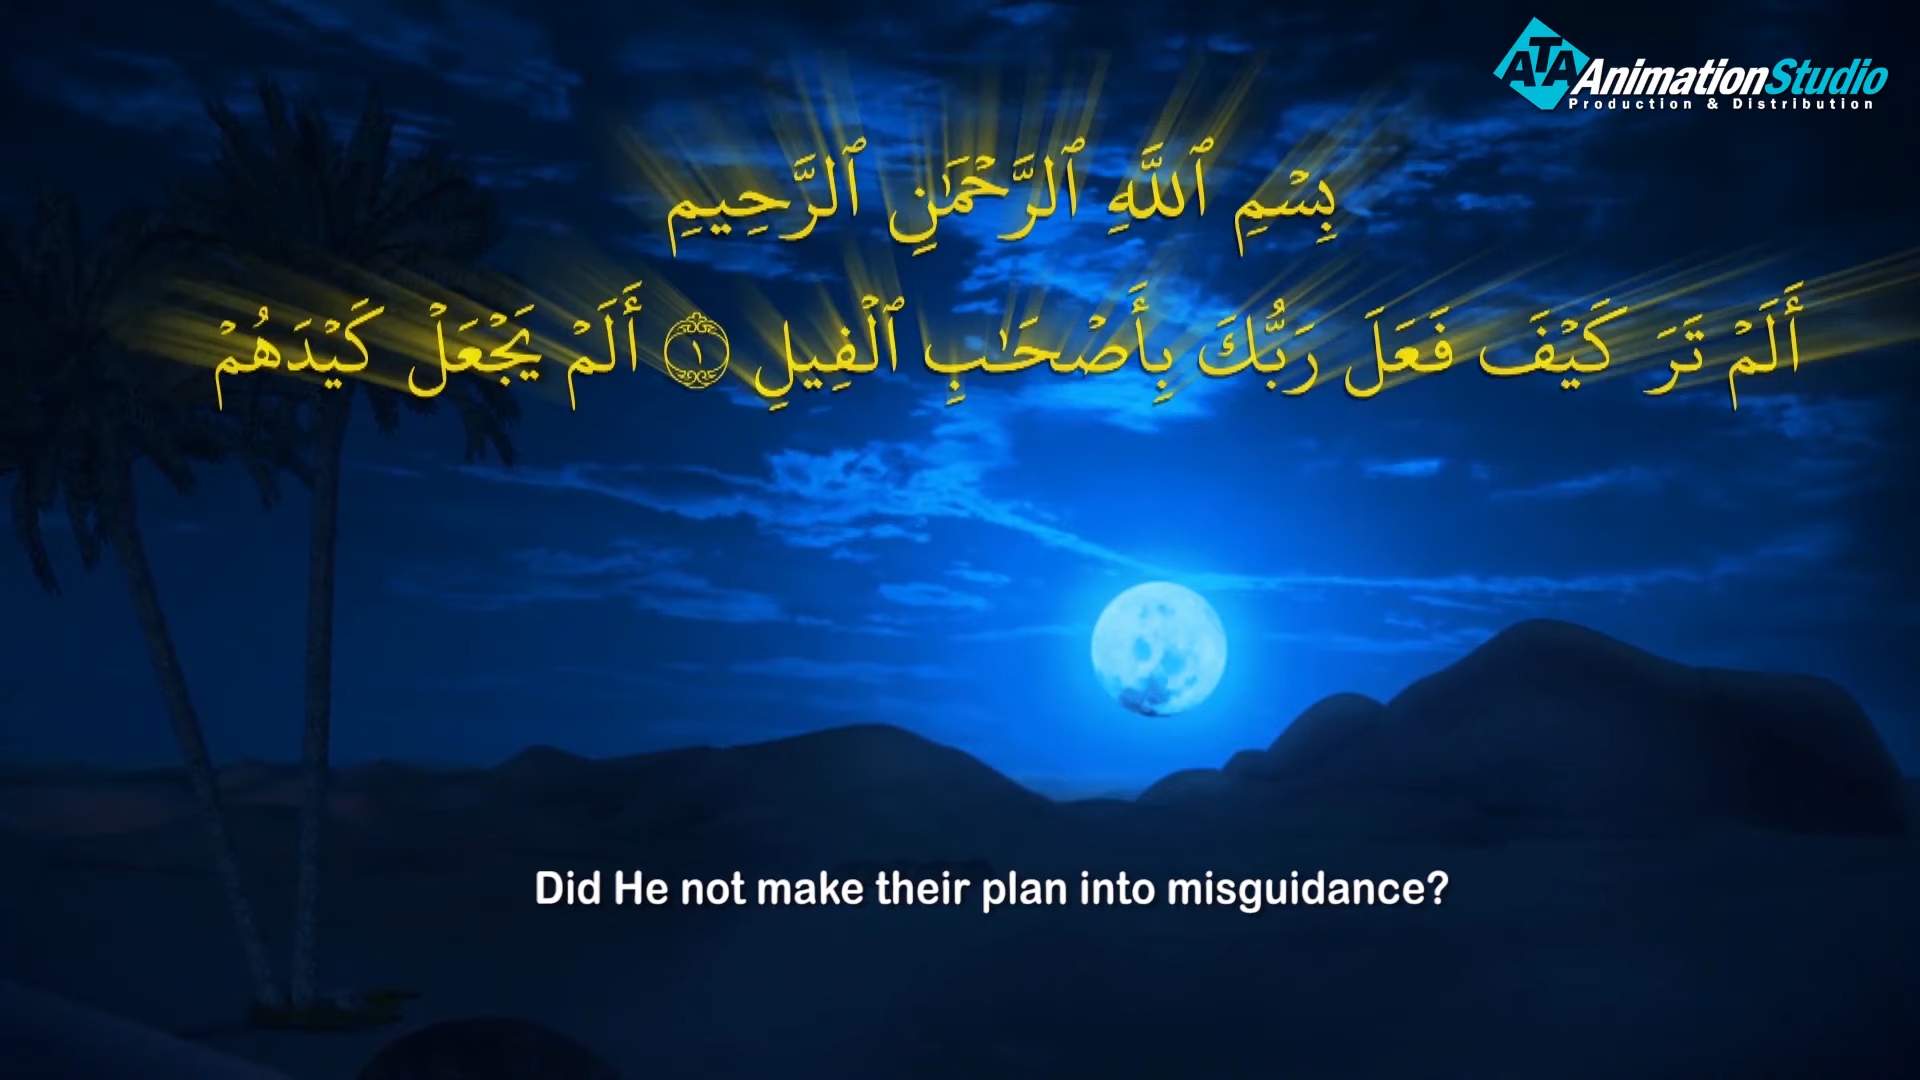 ATA AnimationStudio
Production & Distribution
بِسْمِ ٱللَّهِ ٱلرَّحْمَٰنِ ٱلرَّحِيمِ
أَلَمْ تَرَ كَيْفَ فَعَلَ رَبُّكَ بِأَصْحَٰبِ ٱلْفِيلِ ١ أَلَمْ يَجْعَلْ كَيْدَهُمْ
Did He not make their plan into misguidance?